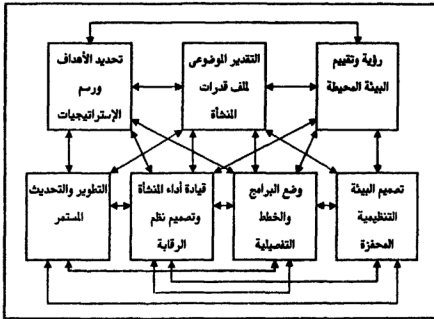 رؤية وتقييم
البيئة المحيطة
التقدير الموضوعى
لملف قدرات
المنشأة
تحديد الأهداف
ورسم
الإستراتيجيات
تصميم البيئة
التنظيمية
المحفزة
وضع البرامج
والخطط
التفصيلية
قيادة أداء المنشأة
وتصميم نظم
الرقابة
التطوير والتحديث
المستمر